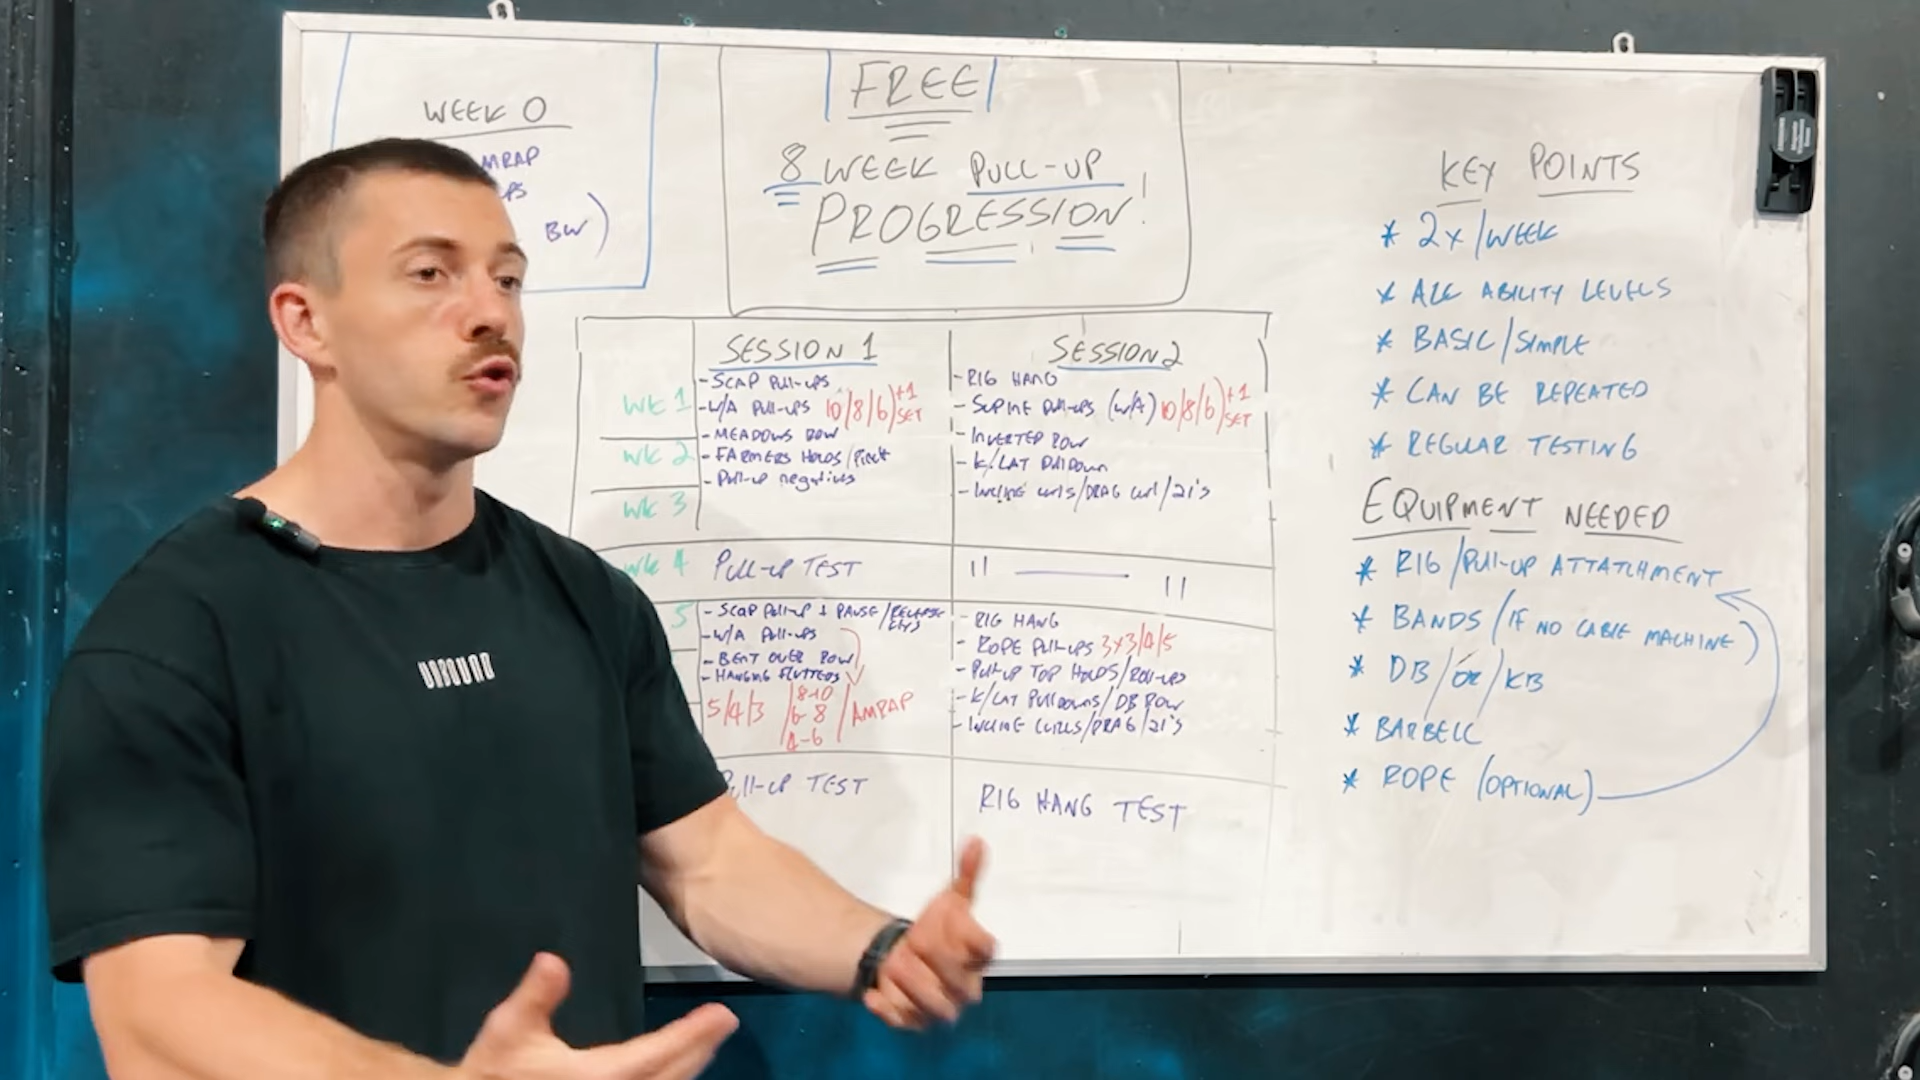 WEEK 0
MRAP
PS
BW)
FREE
8 WEEK PULL-UP
PROGRESSION!
SESSION 1
SESSION 2
WK 1
WK 2
WK 3
WK 4
5
- SCAP PULL-UPS
- W/A PULL-UPS 10/8/6)+1 SET
- MEADOWS ROW
- FARMERS HOLDS/
- PULL-UP negatives
- RIG HANG
- SUPINE PULL-UPS (W/A) 10/8/6)+1 SET
- INVERTED ROW
- K/LAT PULLDOWN
- INCLINE CURLS/DRAG CURL/21's
PULL-UP TEST
" — "
- SCAP PULL-UP + PAUSE/
- W/A PULL-UPS
- BENT OVER ROW
- HANGING FLUTTERS
5/4/3 / 8-10 6-8 4-6 / AMRAP
- RIG HANG
- ROPE PULL-UPS 3x3/4/5
- PULL-UP TOP HOLDS/ROLL-UPS
- K/LAT PULLDOWNS/DB ROW
- INCLINE CURLS/DRAG/21's
PULL-UP TEST
RIG HANG TEST
KEY POINTS
* 2x/WEEK
* ALL ABILITY LEVELS
* BASIC/SIMPLE
* CAN BE REPEATED
* REGULAR TESTING
EQUIPMENT NEEDED
* RIG/PULL-UP ATTATCHMENT
* BANDS (IF NO CABLE MACHINE)
* DB/OR/KB
* BARBELL
* ROPE (OPTIONAL)
UNBOUND